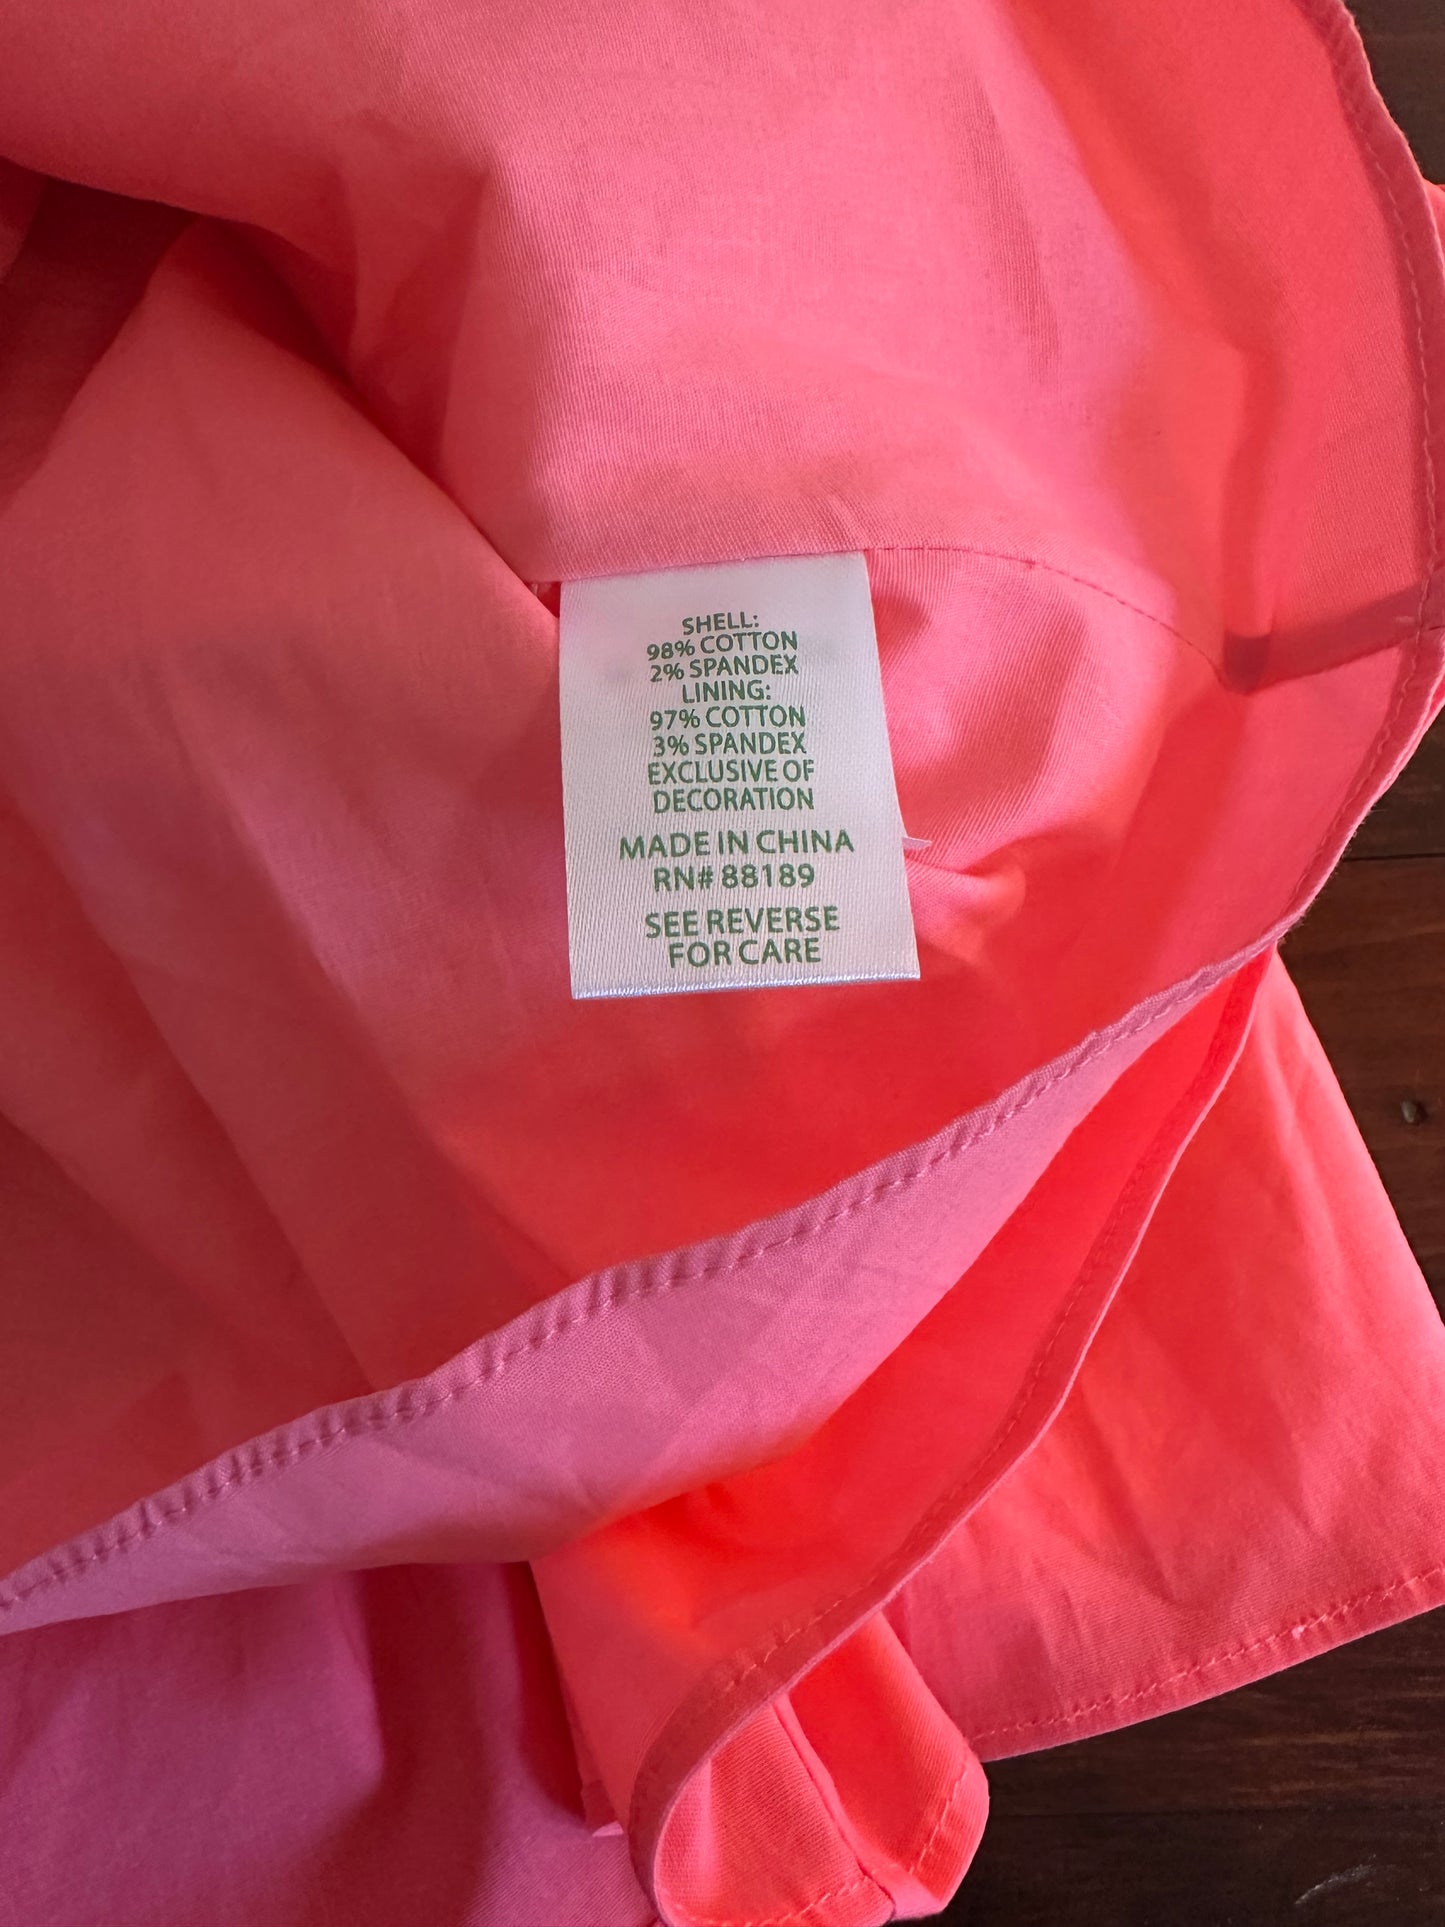 SHELL:
98% COTTON
2% SPANDEX
LINING:
97% COTTON
3% SPANDEX
EXCLUSIVE OF
DECORATION
MADE IN CHINA
RN# 88189
SEE REVERSE
FOR CARE